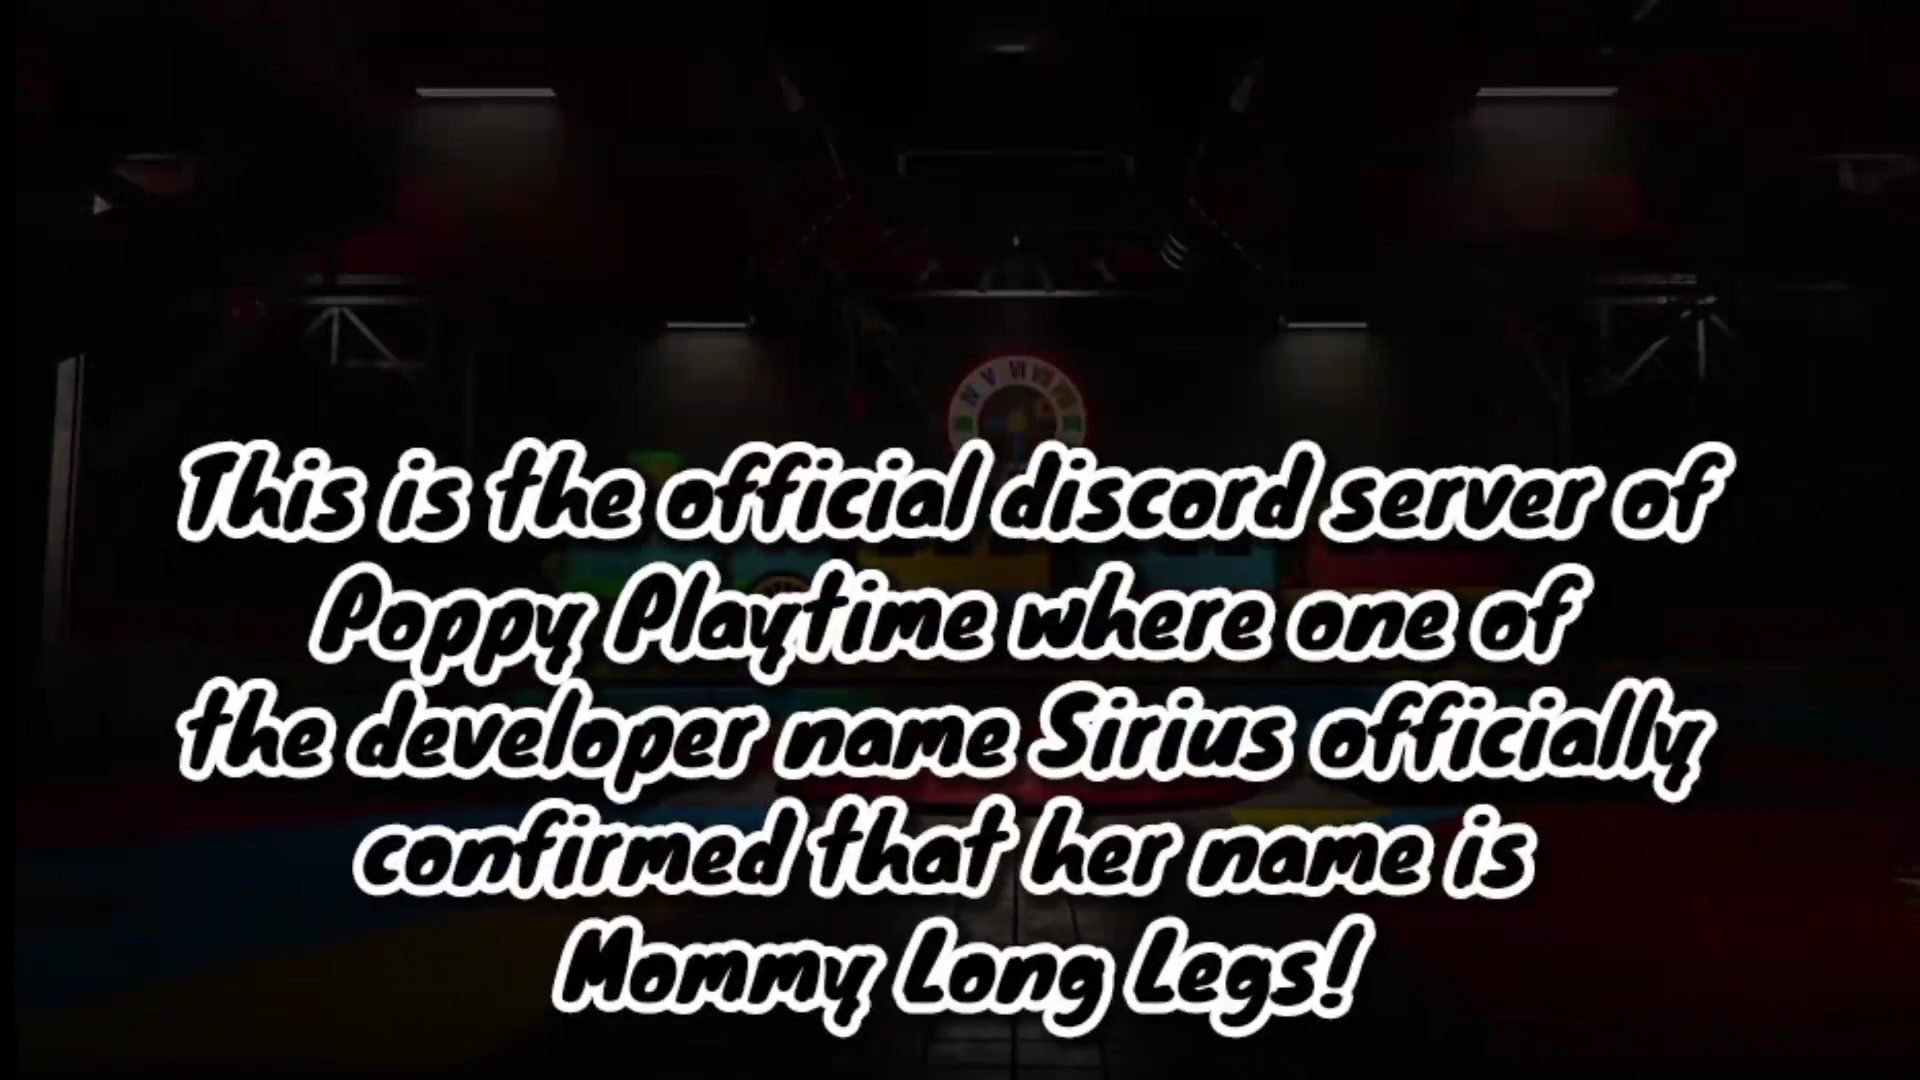 This is the official discord server of
Poppy Playtime where one of
the developer name Sirius officially
confirmed that her name is
Mommy Long Legs!